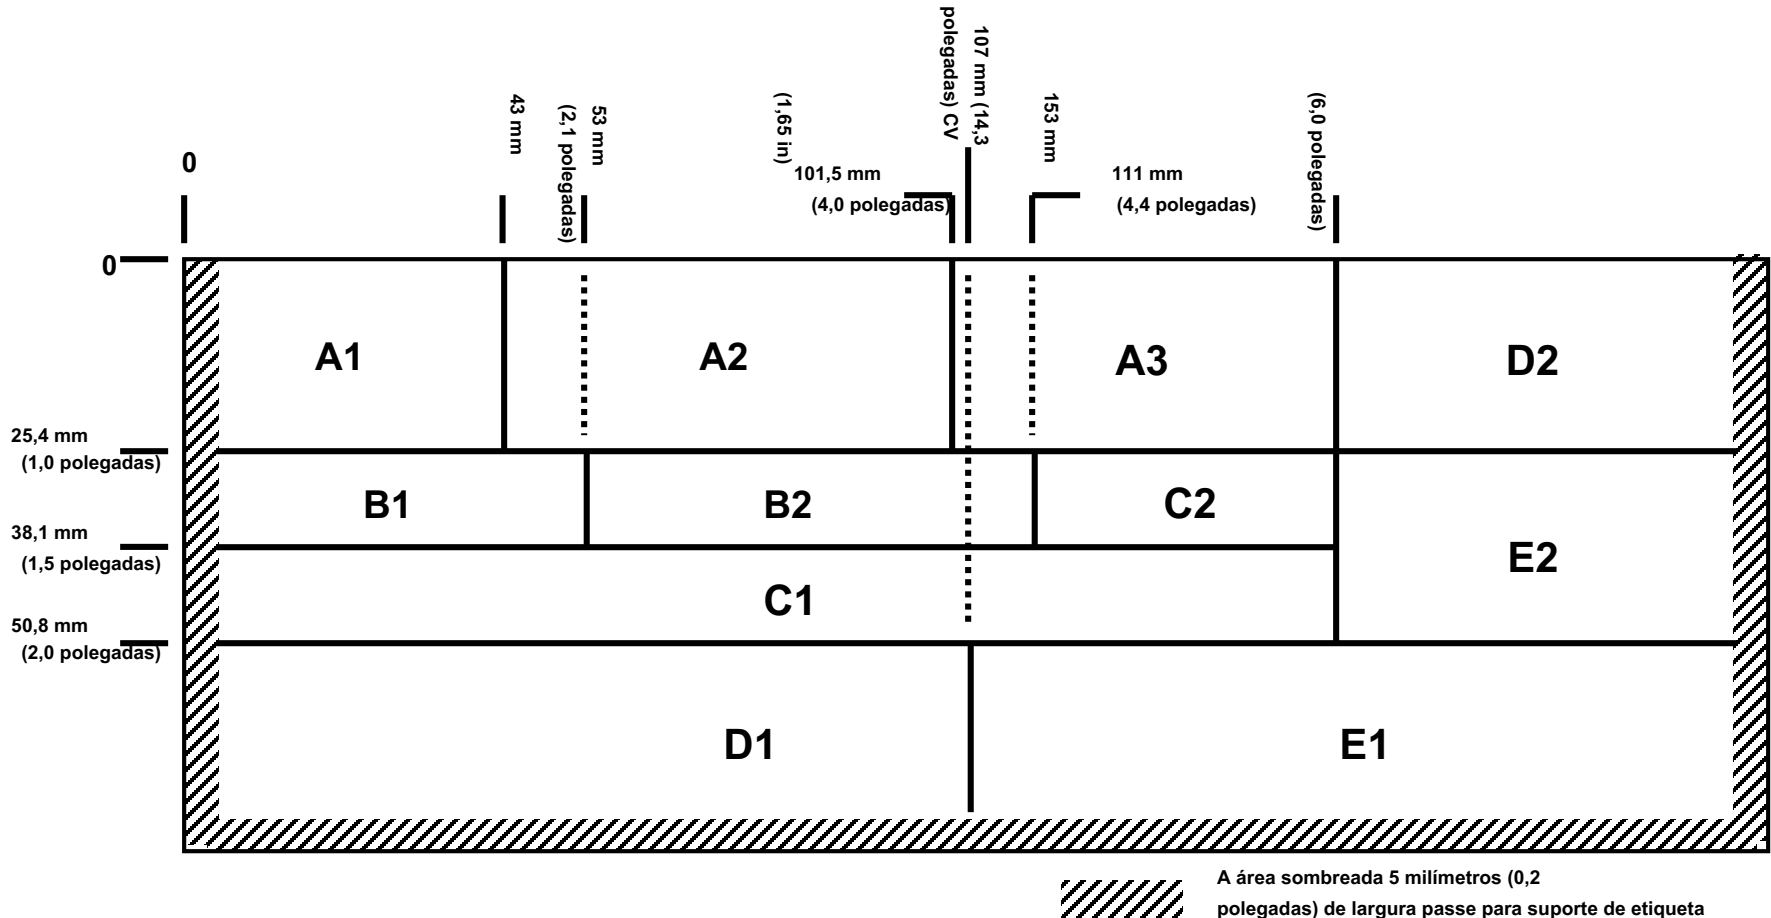 0
43 mm
53 mm
(2,1 polegadas)
(1,65 in)
polegadas) CV
107 mm (14,3
153 mm
(6,0 polegadas)
101,5 mm
(4,0 polegadas)
111 mm
(4,4 polegadas)
0
A1
A2
A3
D2
25,4 mm
(1,0 polegadas)
B1
B2
C2
38,1 mm
(1,5 polegadas)
E2
C1
50,8 mm
(2,0 polegadas)
D1
E1
A área sombreada 5 milímetros (0,2
polegadas) de largura passe para suporte de etiqueta